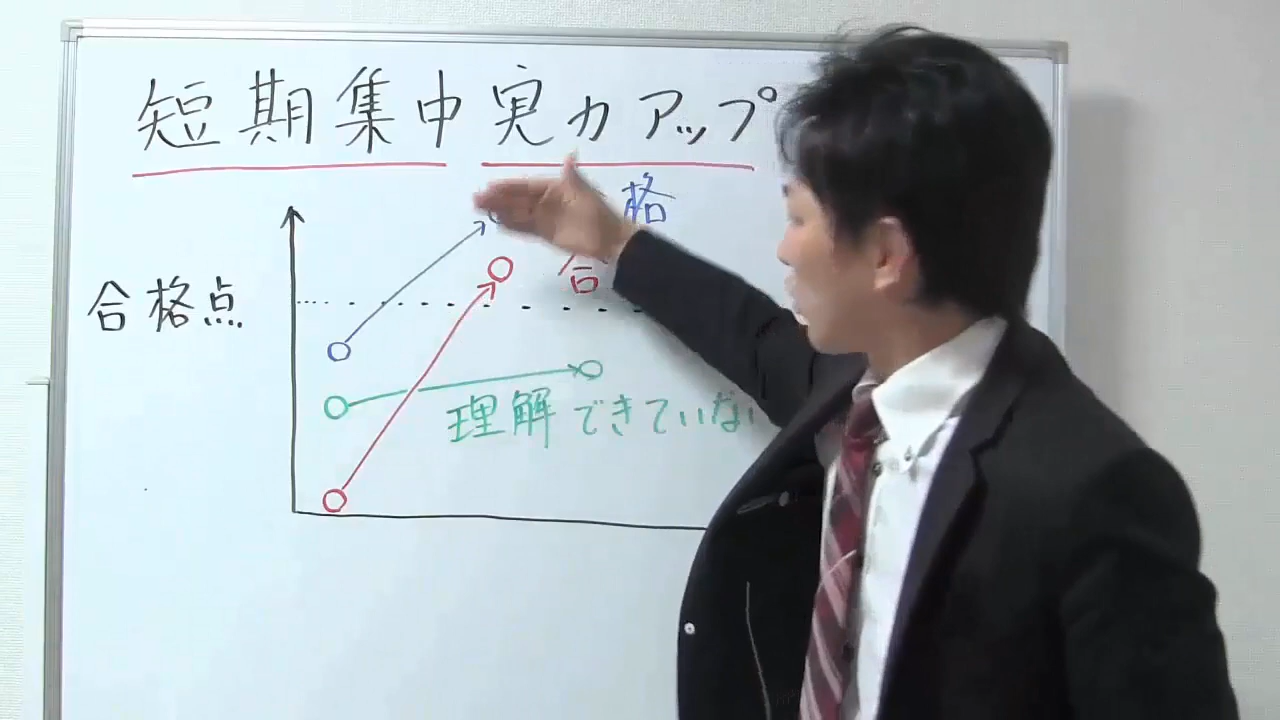 短期集中実力アップ
格
合格点
合
理解できていない